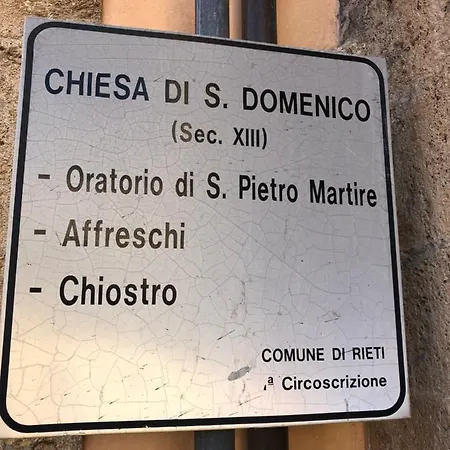 CHIESA DI S. DOMENICO
(Sec. XIII)
- Oratorio di S. Pietro Martire
- Affreschi
- Chiostro
COMUNE DI RIETI
ª Circoscrizione